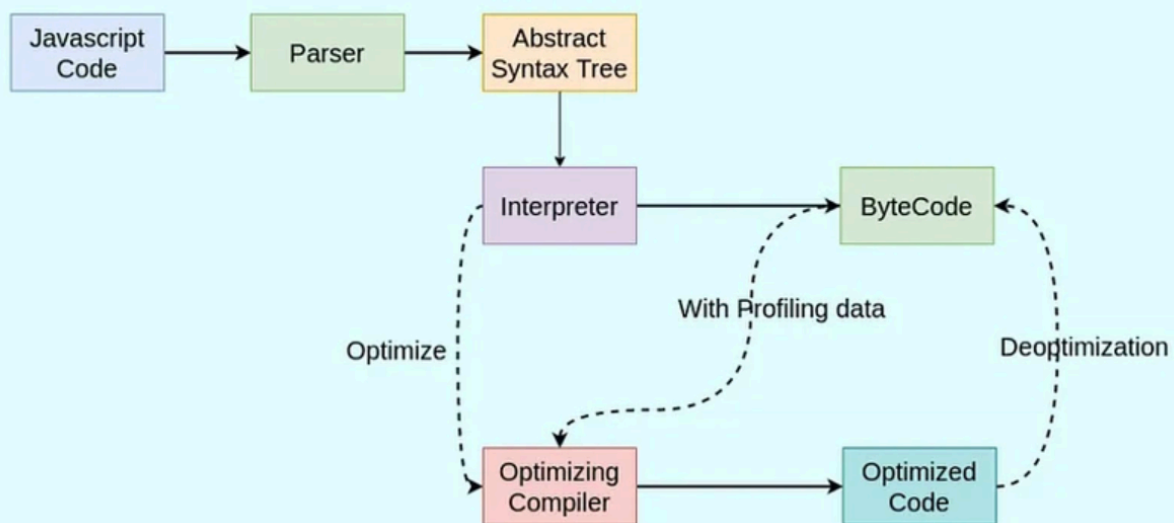 Javascript
Code
Parser
Abstract
Syntax Tree
Interpreter
ByteCode
With Profiling data
Optimize
Deoptimization
Optimizing
Compiler
Optimized
Code